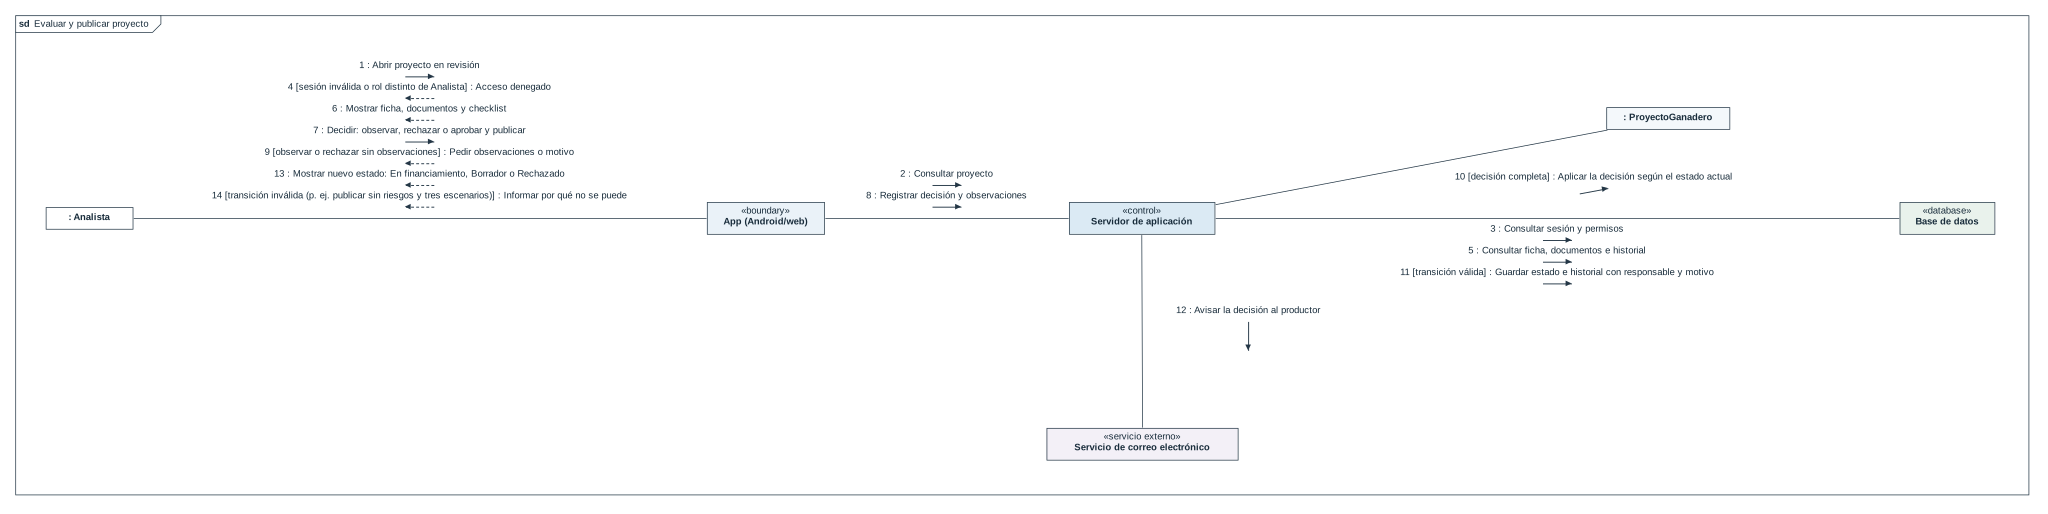 sd Evaluar y publicar proyecto
1 : Abrir proyecto en revisión
4 [sesión inválida o rol distinto de Analista] : Acceso denegado
6 : Mostrar ficha, documentos y checklist
7 : Decidir: observar, rechazar o aprobar y publicar
9 [observar o rechazar sin observaciones] : Pedir observaciones o motivo
13 : Mostrar nuevo estado: En financiamiento, Borrador o Rechazado
14 [transición inválida (p. ej. publicar sin riesgos y tres escenarios)] : Informar por qué no se puede
: Analista
«boundary»
App (Android/web)
2 : Consultar proyecto
8 : Registrar decisión y observaciones
«control»
Servidor de aplicación
: ProyectoGanadero
10 [decisión completa] : Aplicar la decisión según el estado actual
«database»
Base de datos
3 : Consultar sesión y permisos
5 : Consultar ficha, documentos e historial
11 [transición válida] : Guardar estado e historial con responsable y motivo
12 : Avisar la decisión al productor
«servicio externo»
Servicio de correo electrónico